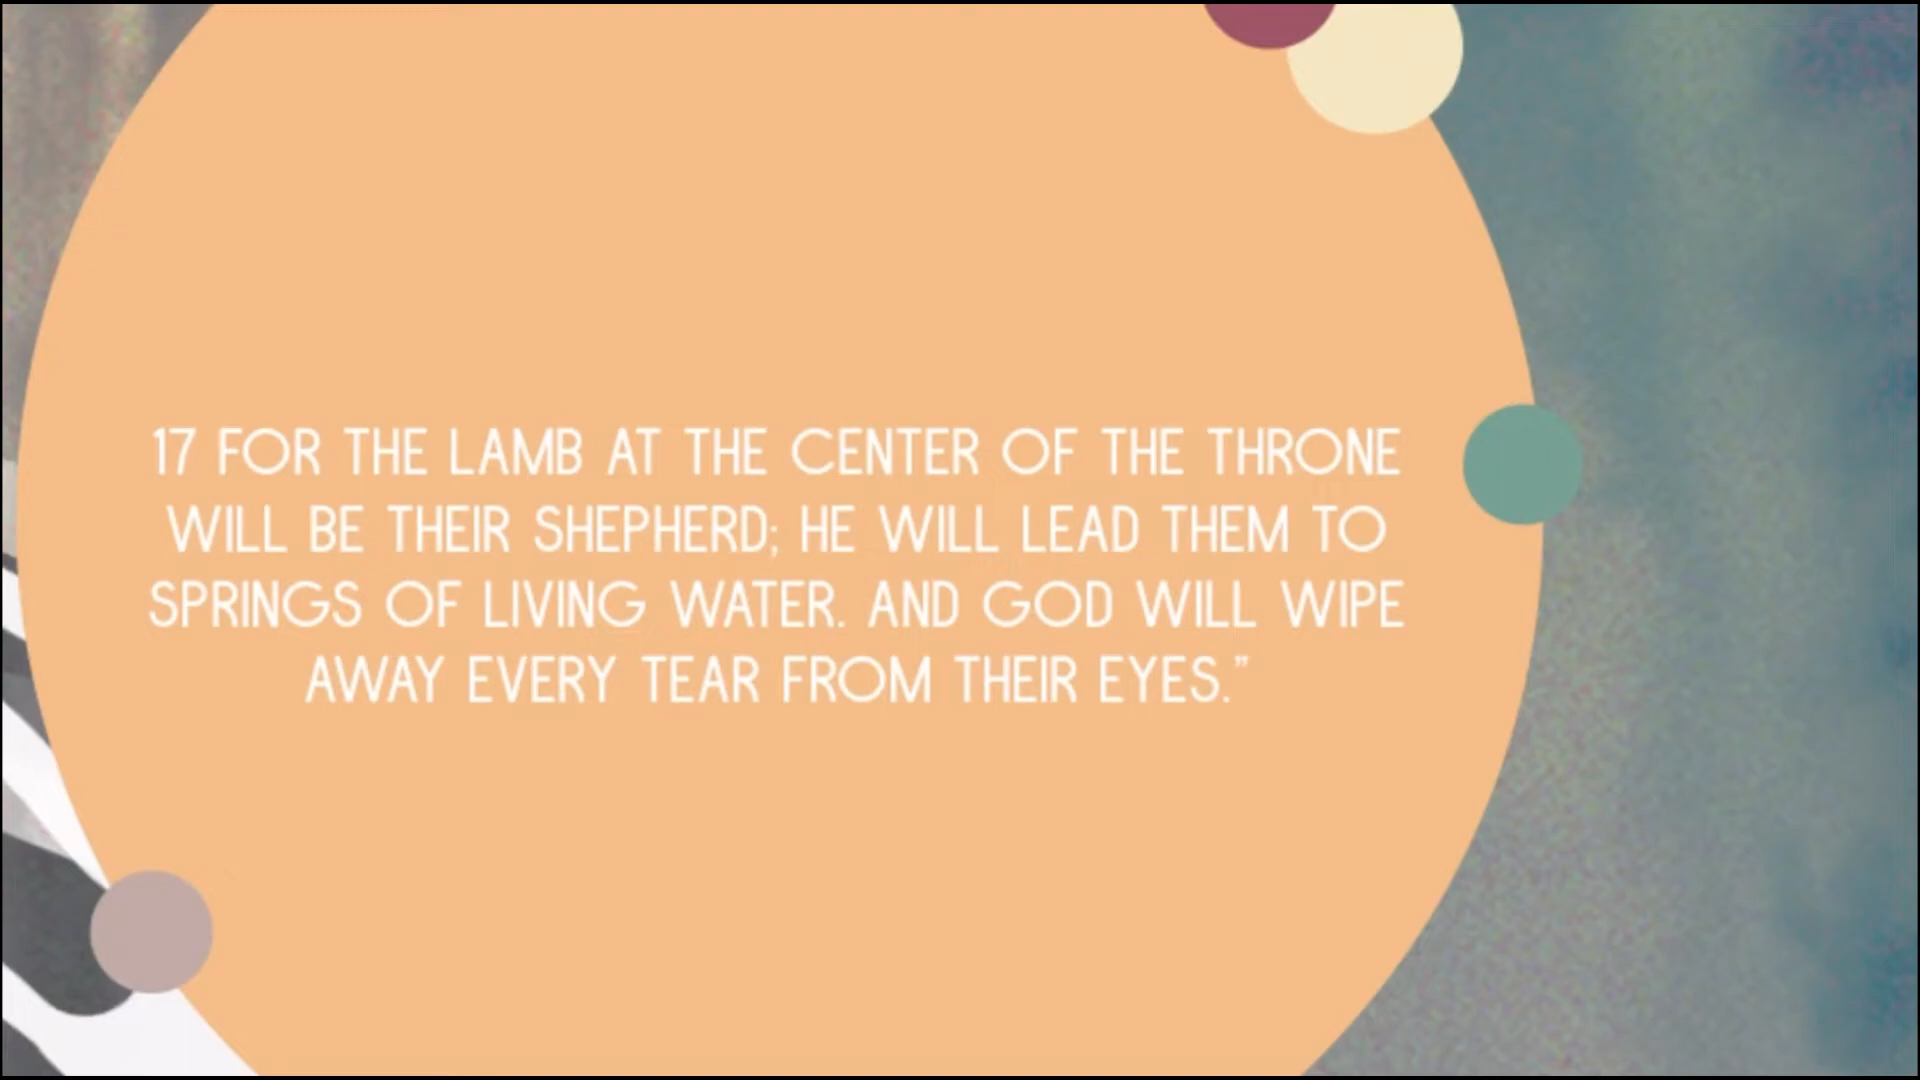 17 FOR THE LAMB AT THE CENTER OF THE THRONE
WILL BE THEIR SHEPHERD; HE WILL LEAD THEM TO
SPRINGS OF LIVING WATER. AND GOD WILL WIPE
AWAY EVERY TEAR FROM THEIR EYES.”